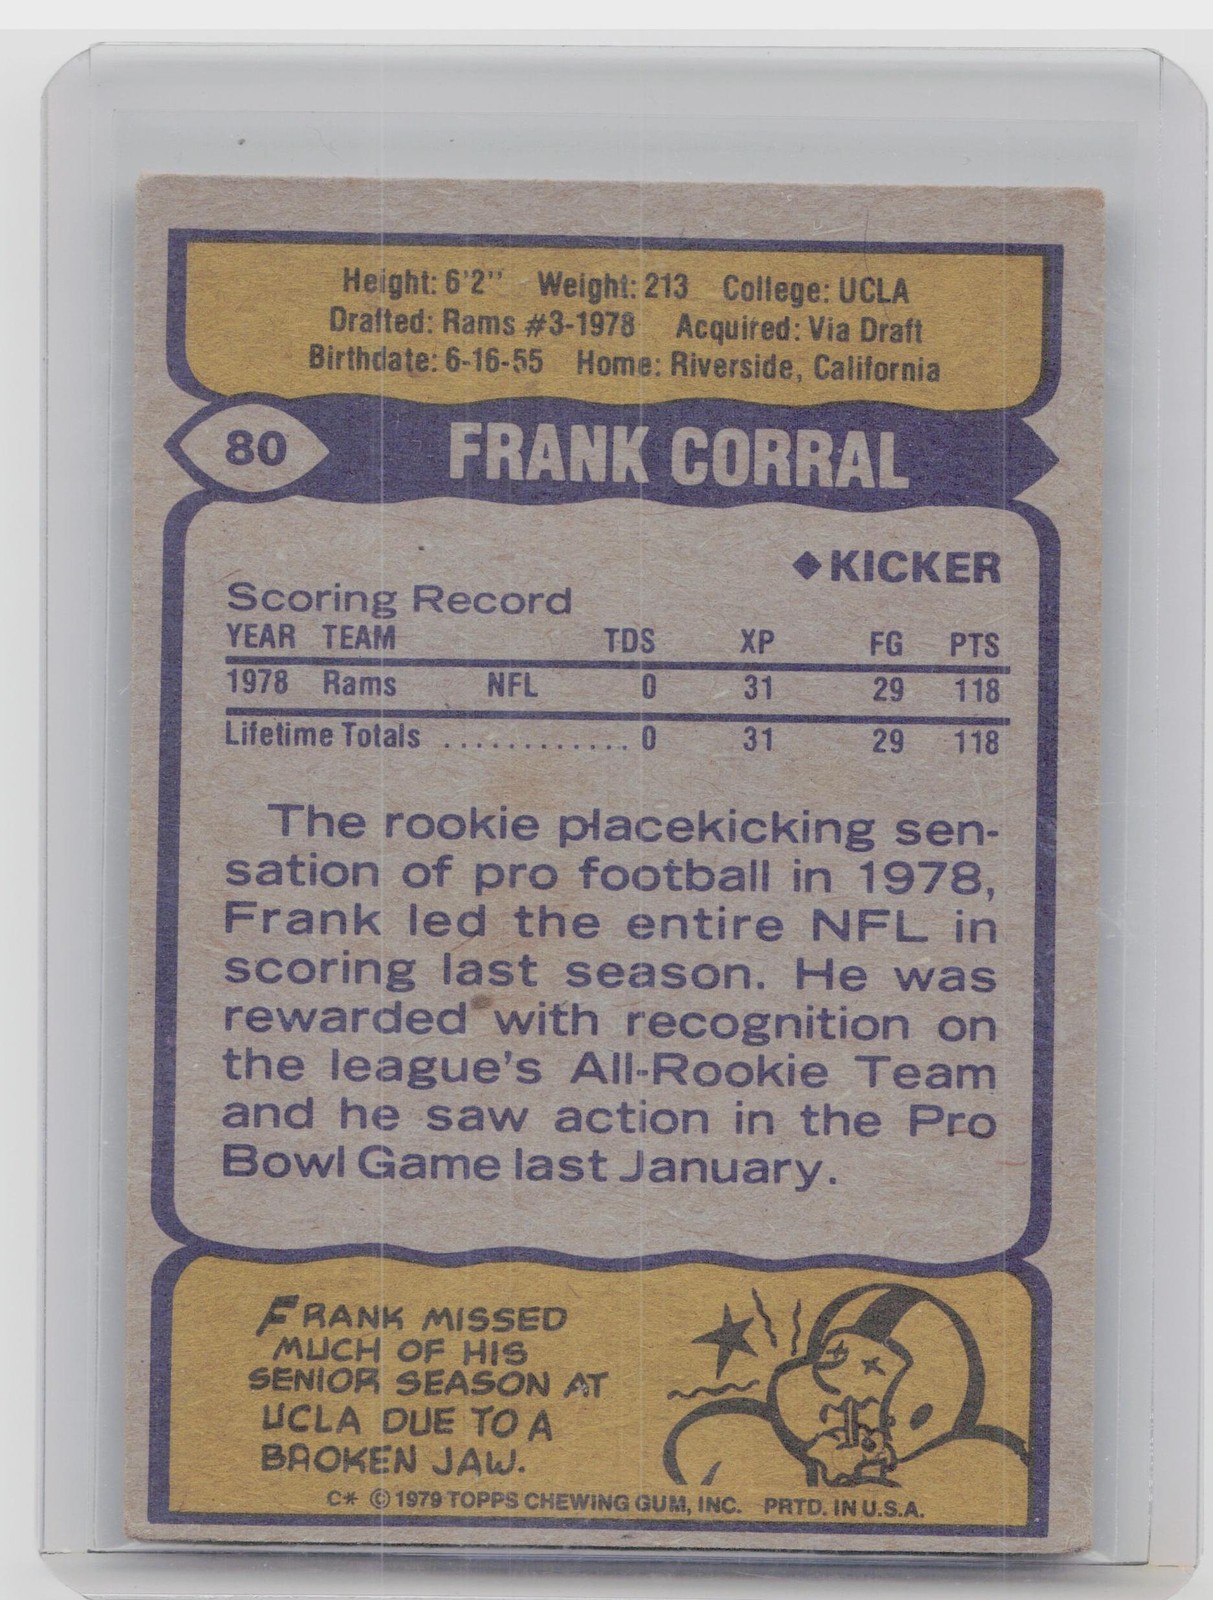 Height: 6'2" Weight: 213 College: UCLA
Drafted: Rams #3-1978 Acquired: Via Draft
Birthdate: 6-16-55 Home: Riverside, California
80 FRANK CORRAL
◆KICKER
Scoring Record
YEAR TEAM TDS XP FG PTS
1978 Rams NFL 0 31 29 118
Lifetime Totals ............. 0 31 29 118
The rookie placekicking sen-
sation of pro football in 1978,
Frank led the entire NFL in
scoring last season. He was
rewarded with recognition on
the league's All-Rookie Team
and he saw action in the Pro
Bowl Game last January.
FRANK MISSED
MUCH OF HIS
SENIOR SEASON AT
UCLA DUE TO A
BROKEN JAW.
C* © 1979 TOPPS CHEWING GUM, INC. PRTD. IN U.S.A.